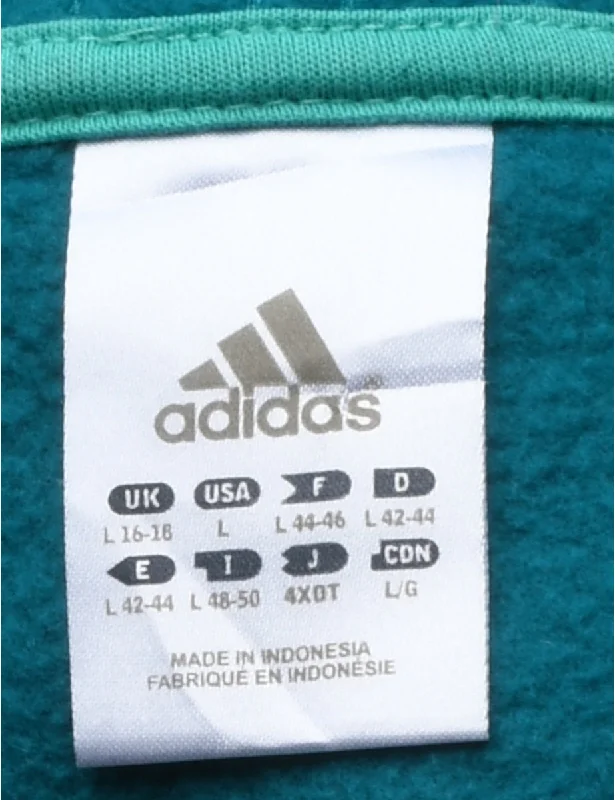 adidas®
UK USA F D
L 16-18 L L 44-46 L 42-44
E I J CDN
L 42-44 L 48-50 4XOT L/G
MADE IN INDONESIA
FABRIQUÉ EN INDONÉSIE